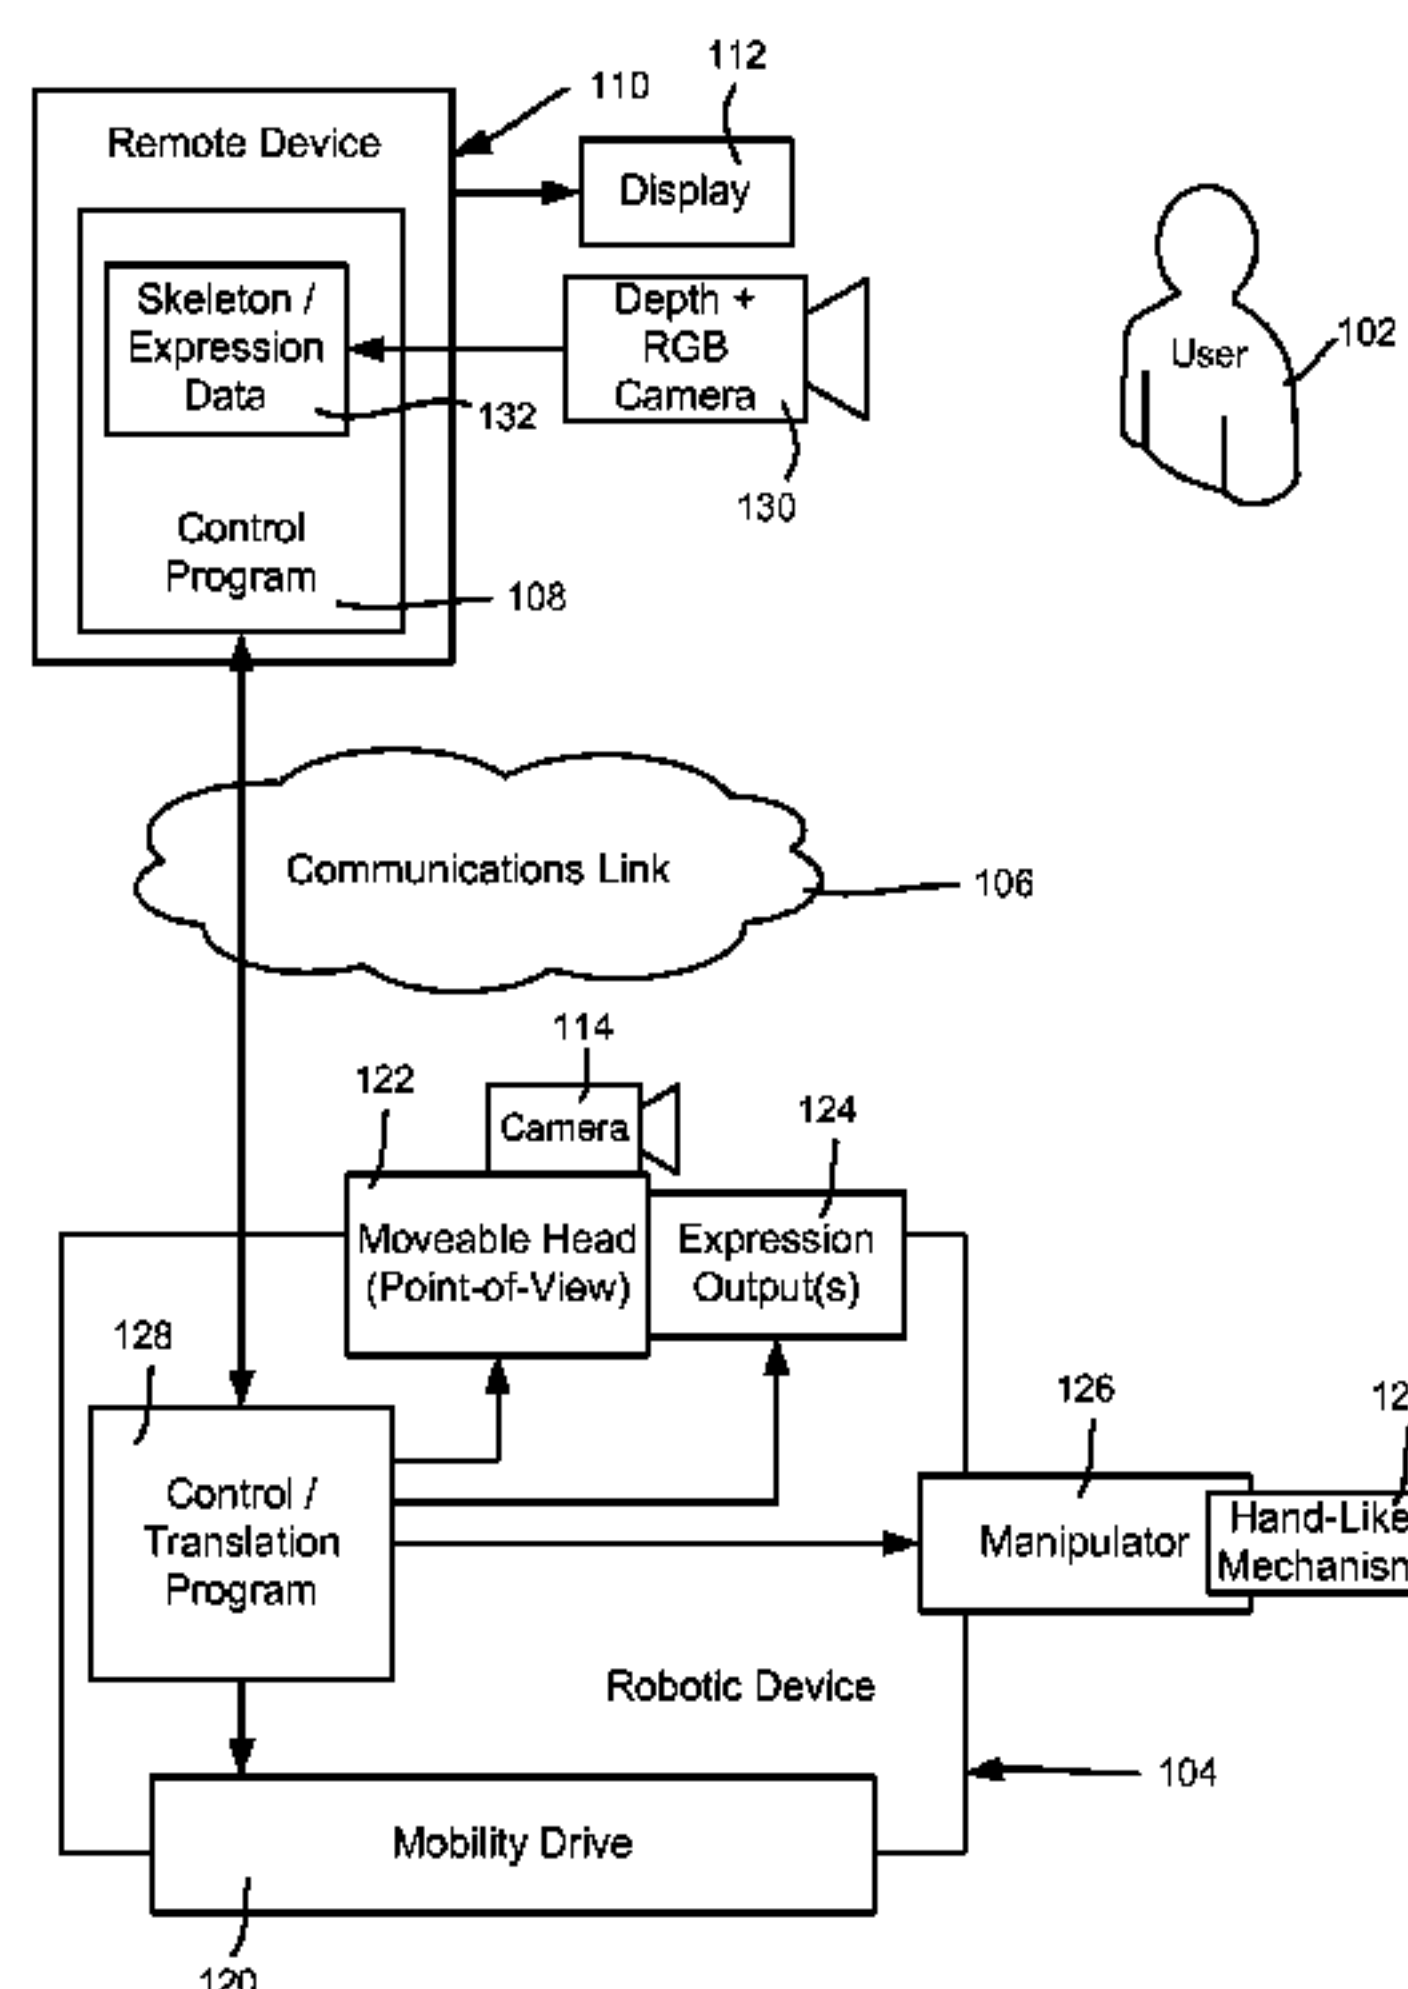 112
110
Remote Device
Display
Skeleton /
Expression
Data
Depth +
RGB
Camera
User
102
132
130
Control
Program
108
Communications Link
106
114
122
Camera
124
Moveable Head
(Point-of-View)
Expression
Output(s)
128
126
Control /
Translation
Program
Manipulator
Hand-Like
Robotic Device
104
Mobility Drive
120